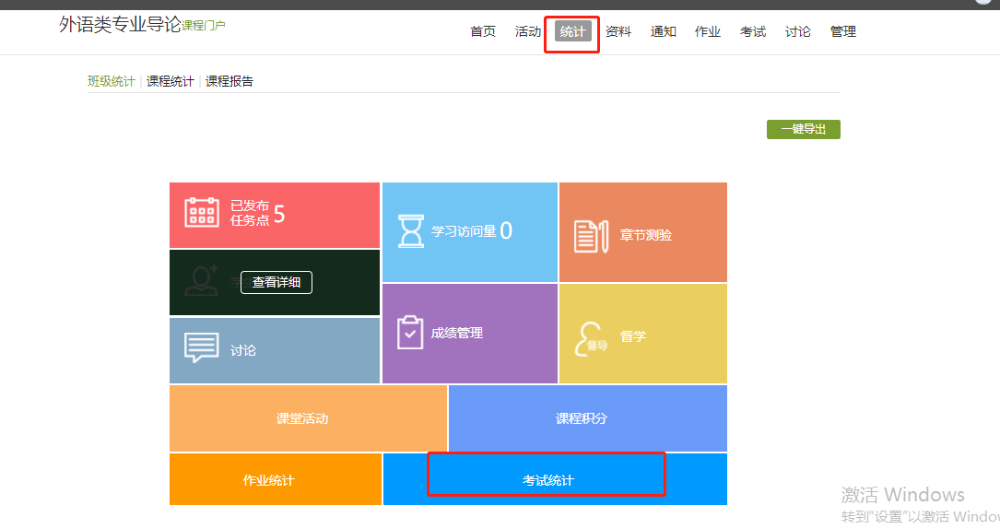 外语类专业导论课程门户
首页 活动 统计 资料 通知 作业 考试 讨论 管理
班级统计 | 课程统计 | 课程报告
一键导出
已发布
任务点 5
学习访问量 0
章节测验
查看详细
成绩管理
督导
督学
讨论
课堂活动
课程积分
作业统计
考试统计
激活 Windows
转到"设置"以激活 Windo